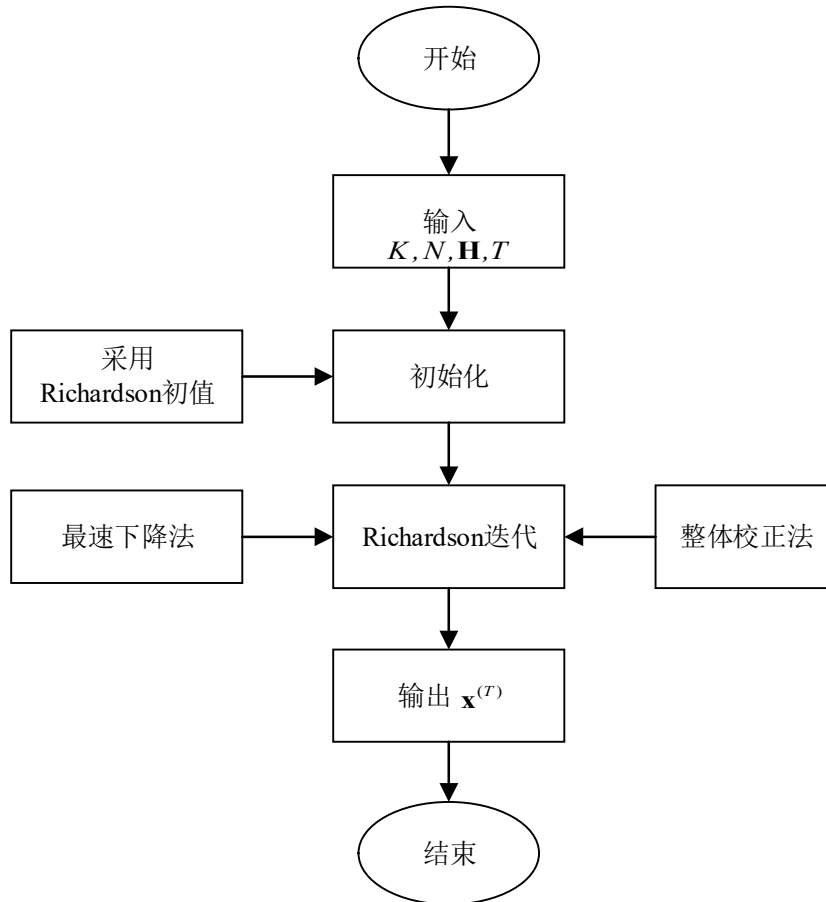 开始
输入
K,N,H,T
采用
Richardson初值
初始化
最速下降法
Richardson迭代
整体校正法
输出 x^(T)
结束